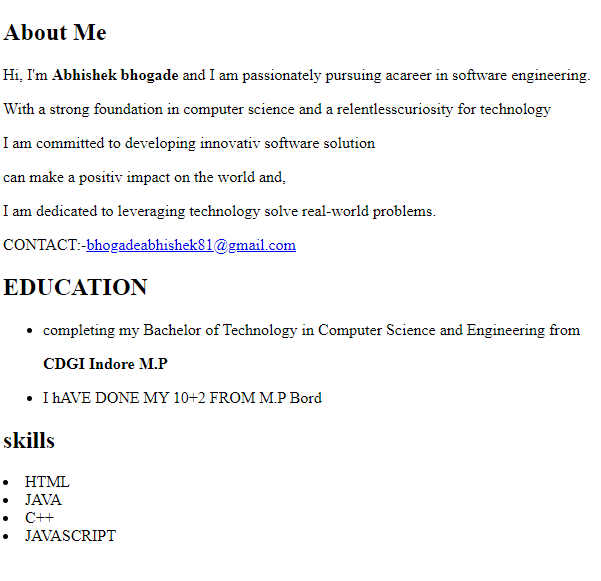 About Me
Hi, I'm Abhishek bhogade and I am passionately pursuing acareer in software engineering.
With a strong foundation in computer science and a relentlesscuriosity for technology
I am committed to developing innovativ software solution
can make a positiv impact on the world and,
I am dedicated to leveraging technology solve real-world problems.
CONTACT:-bhogadeabhishek81@gmail.com
EDUCATION
completing my Bachelor of Technology in Computer Science and Engineering from
CDGI Indore M.P
I hAVE DONE MY 10+2 FROM M.P Bord
skills
HTML
JAVA
C++
JAVASCRIPT